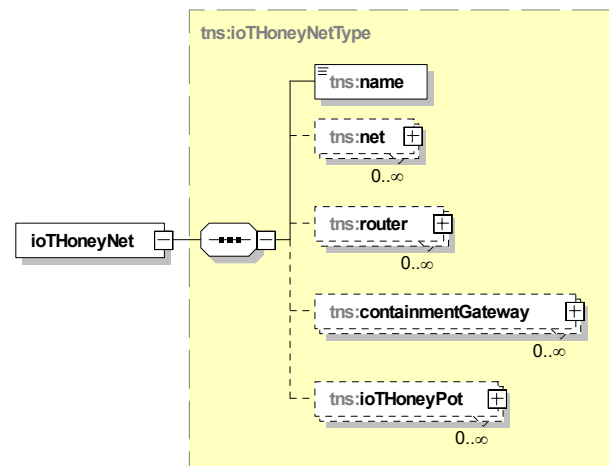 tns:ioTHoneyNetType
tns:name
tns:net
0..∞
tns:router
0..∞
ioTHoneyNet
tns:containmentGateway
0..∞
tns:ioTHoneyPot
0..∞